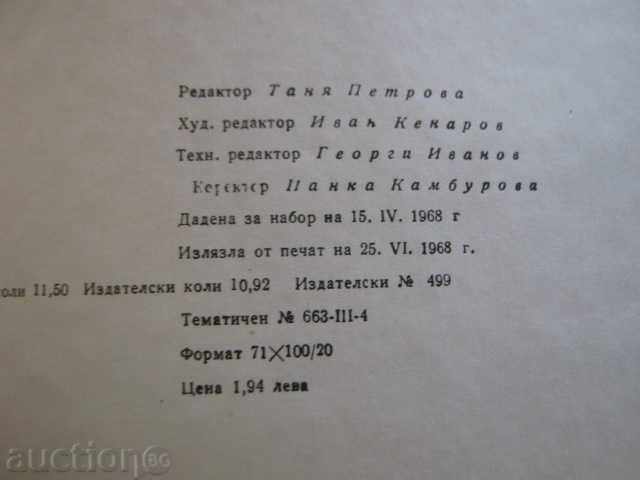 Редактор Таня Петрова
Худ. редактор Иван Кенаров
Техн. редактор Георги Иванов
Коректор Панка Камбурова
Дадена за набор на 15. IV. 1968 г
Излязла от печат на 25. VI. 1968 г.
оли 11,50 Издателски коли 10,92 Издателски № 499
Тематичен № 663-III-4
Формат 71×100/20
Цена 1,94 лева
auction BG